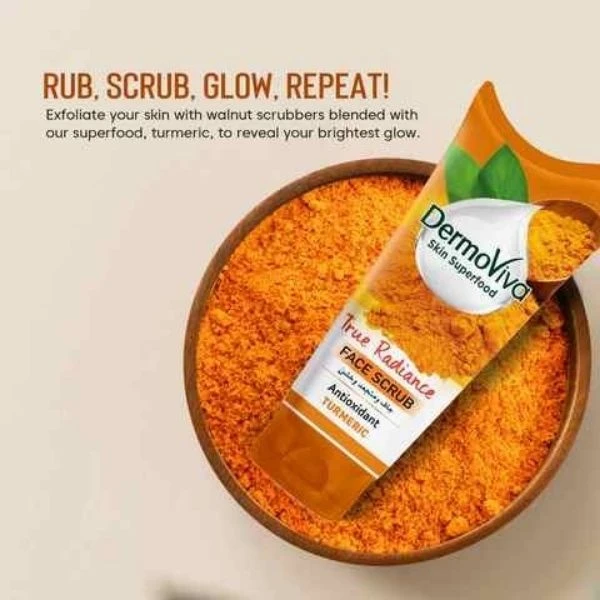 RUB, SCRUB, GLOW, REPEAT!
Exfoliate your skin with walnut scrubbers blended with
our superfood, turmeric, to reveal your brightest glow.
DermoViva
Skin Superfood
True Radiance
FACE SCRUB
Antioxidant
TURMERIC